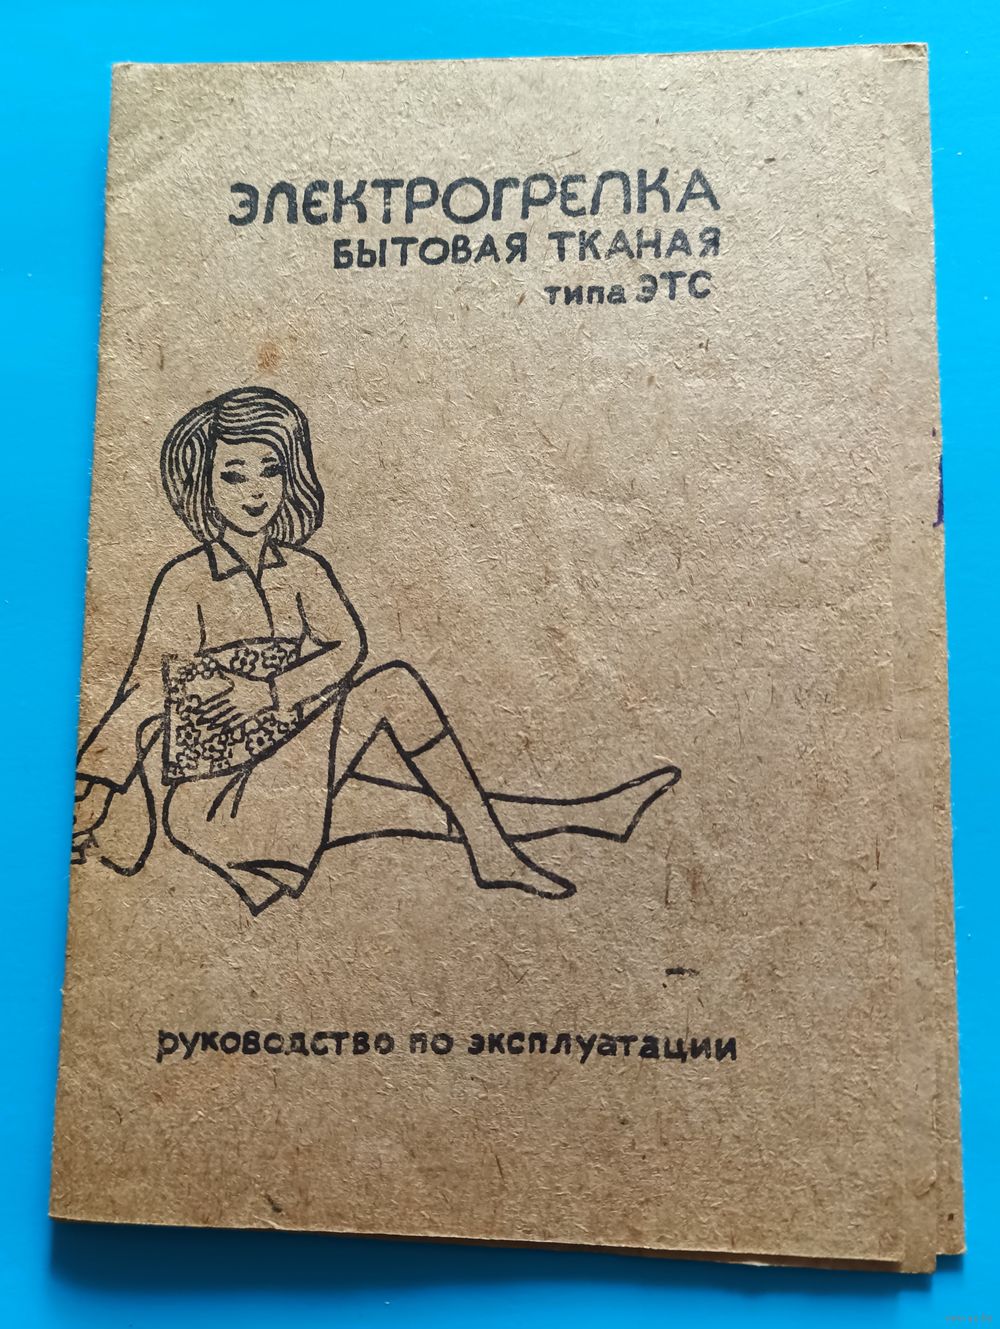 ЭЛЕКТРОГРЕЛКА
БЫТОВАЯ ТКАНАЯ
типа ЭТС
руководство по эксплуатации